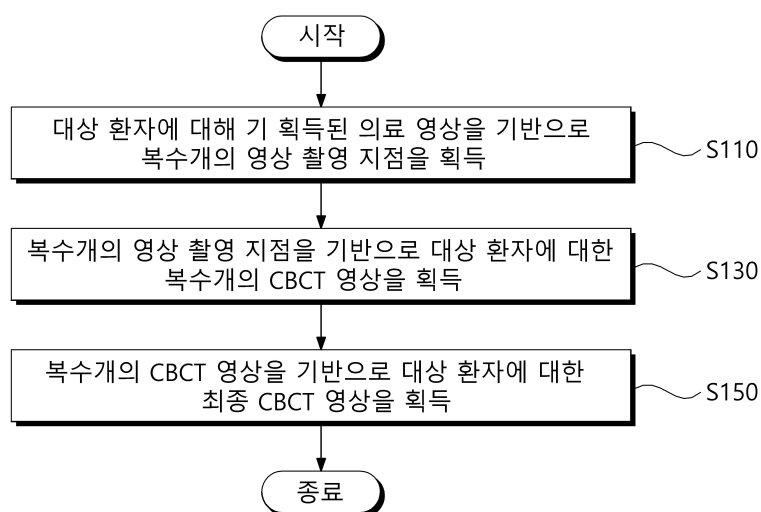 시작
대상 환자에 대해 기 획득된 의료 영상을 기반으로
복수개의 영상 촬영 지점을 획득
S110
복수개의 영상 촬영 지점을 기반으로 대상 환자에 대한
복수개의 CBCT 영상을 획득
S130
복수개의 CBCT 영상을 기반으로 대상 환자에 대한
최종 CBCT 영상을 획득
S150
종료